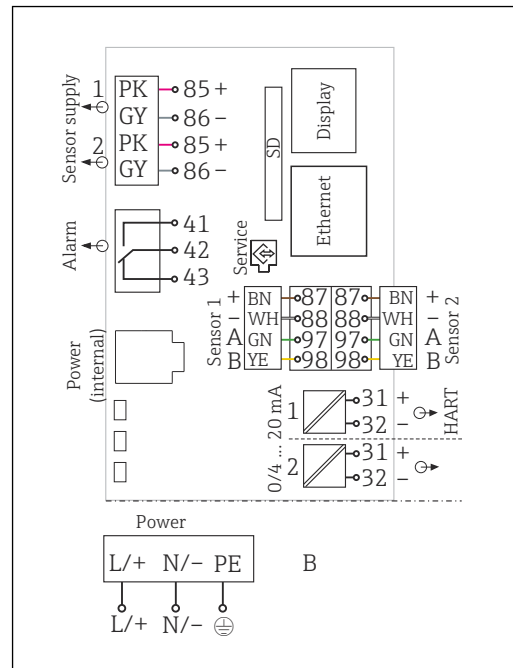 Sensor supply
1 PK 85 +
GY 86 -
2 PK 85 +
GY 86 -
Display
SD
Ethernet
Alarm
41
42
43
Service
Power
(internal)
Sensor 1
+ BN 87 87 BN +
- WH 88 88 WH -
A GN 97 97 GN A
B YE 98 98 YE B
Sensor 2
0/4 ... 20 mA
1 31 +
32 -
HART
2 31 +
32 -
Power
L/+ N/- PE
B
L/+ N/-